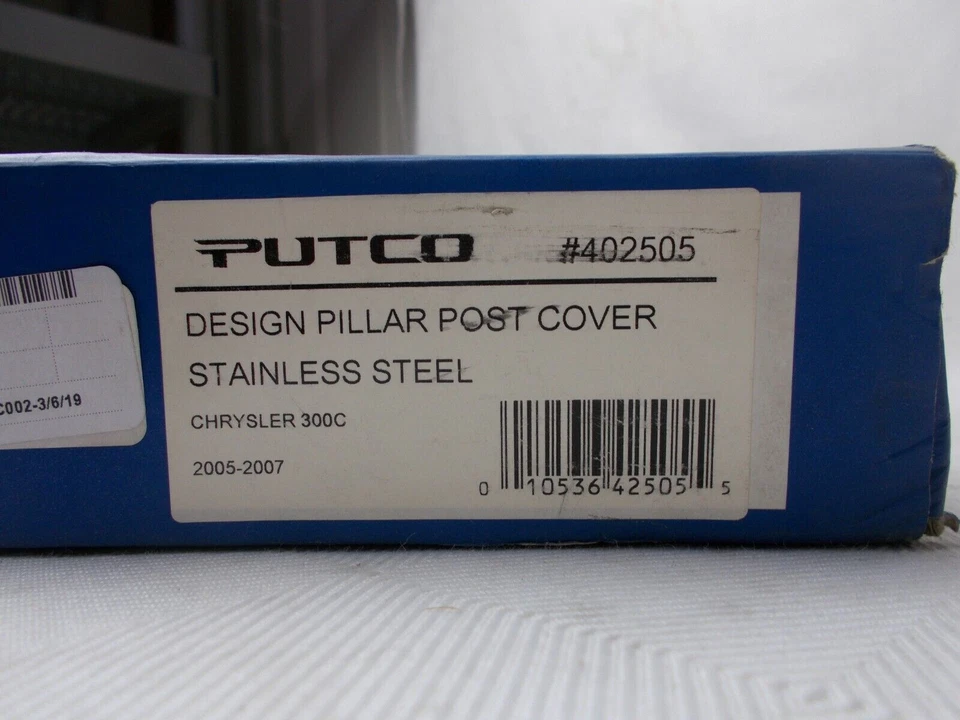 PUTCO #402505
DESIGN PILLAR POST COVER
STAINLESS STEEL
CHRYSLER 300C
2005-2007
0 10536 42505 5
C002-3/6/19